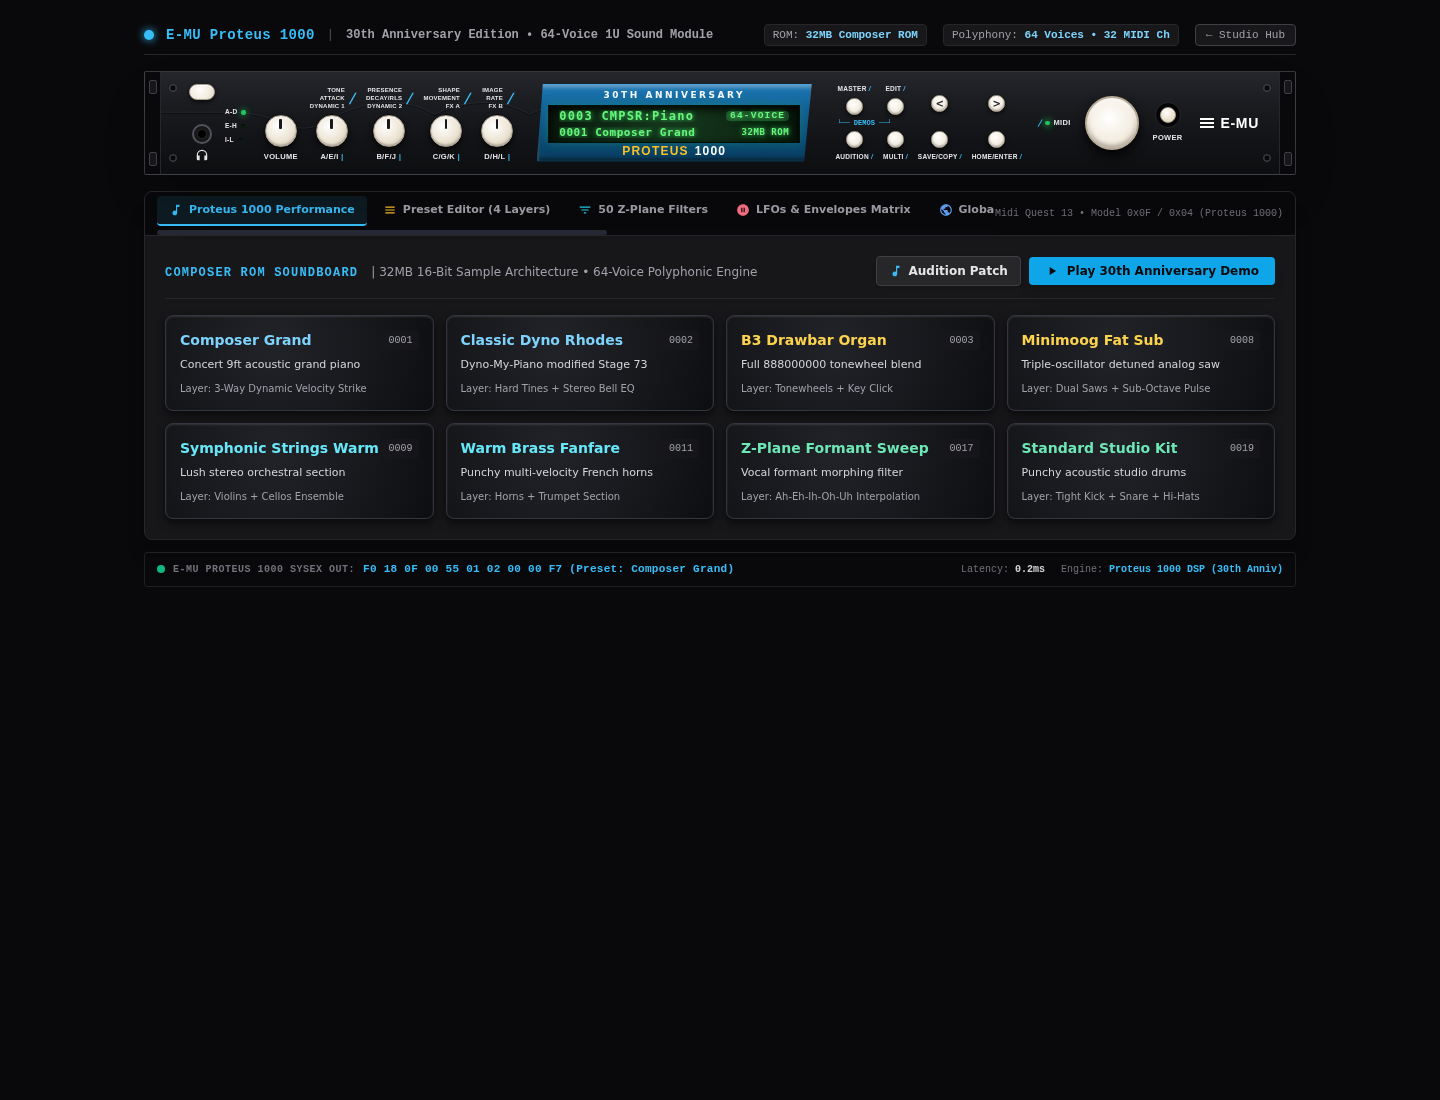 E-MU Proteus 1000 | 30th Anniversary Edition • 64-Voice 1U Sound Module
ROM: 32MB Composer ROM
Polyphony: 64 Voices • 32 MIDI Ch
← Studio Hub
A-D
E-H
I-L
VOLUME
TONE
ATTACK
DYNAMIC 1
A/E/I |
PRESENCE
DECAY/RLS
DYNAMIC 2
B/F/J |
SHAPE
MOVEMENT
FX A
C/G/K |
IMAGE
RATE
FX B
D/H/L |
30TH ANNIVERSARY
0003 CMPSR:Piano 64-VOICE
0001 Composer Grand 32MB ROM
PROTEUS 1000
MASTER / EDIT /
< >
└── DEMOS ──┘
AUDITION / MULTI / SAVE/COPY / HOME/ENTER /
/ MIDI
POWER
E-MU
Proteus 1000 Performance
Preset Editor (4 Layers)
50 Z-Plane Filters
LFOs & Envelopes Matrix
Globa
Midi Quest 13 • Model 0x0F / 0x04 (Proteus 1000)
COMPOSER ROM SOUNDBOARD | 32MB 16-Bit Sample Architecture • 64-Voice Polyphonic Engine
Audition Patch
Play 30th Anniversary Demo
Composer Grand 0001
Concert 9ft acoustic grand piano
Layer: 3-Way Dynamic Velocity Strike
Classic Dyno Rhodes 0002
Dyno-My-Piano modified Stage 73
Layer: Hard Tines + Stereo Bell EQ
B3 Drawbar Organ 0003
Full 888000000 tonewheel blend
Layer: Tonewheels + Key Click
Minimoog Fat Sub 0008
Triple-oscillator detuned analog saw
Layer: Dual Saws + Sub-Octave Pulse
Symphonic Strings Warm 0009
Lush stereo orchestral section
Layer: Violins + Cellos Ensemble
Warm Brass Fanfare 0011
Punchy multi-velocity French horns
Layer: Horns + Trumpet Section
Z-Plane Formant Sweep 0017
Vocal formant morphing filter
Layer: Ah-Eh-Ih-Oh-Uh Interpolation
Standard Studio Kit 0019
Punchy acoustic studio drums
Layer: Tight Kick + Snare + Hi-Hats
E-MU PROTEUS 1000 SYSEX OUT: F0 18 0F 00 55 01 02 00 00 F7 (Preset: Composer Grand)
Latency: 0.2ms
Engine: Proteus 1000 DSP (30th Anniv)